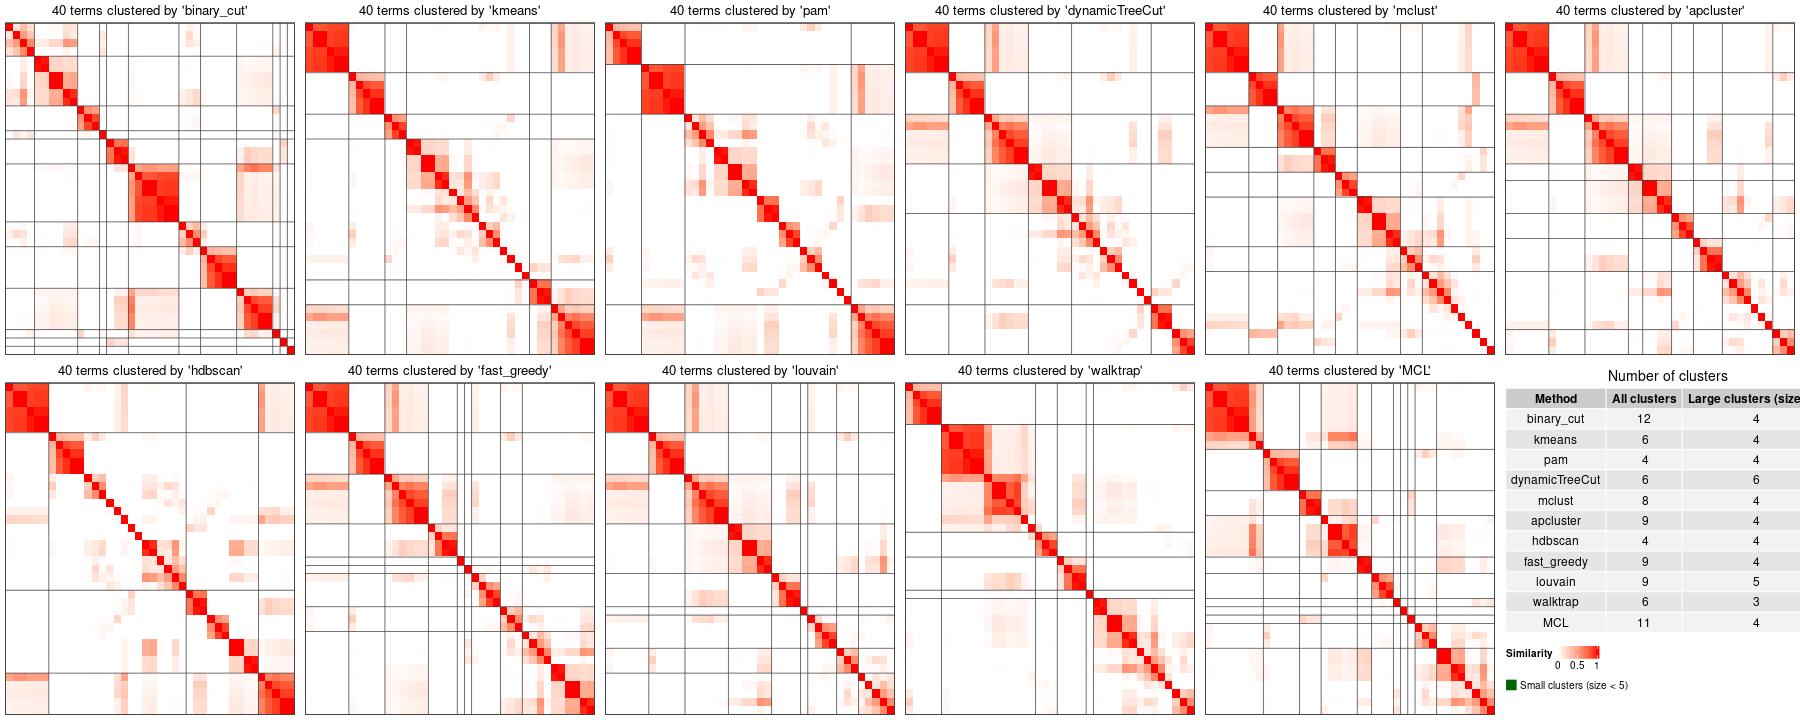 40 terms clustered by 'binary_cut'
40 terms clustered by 'kmeans'
40 terms clustered by 'pam'
40 terms clustered by 'dynamicTreeCut'
40 terms clustered by 'mclust'
40 terms clustered by 'apcluster'
40 terms clustered by 'hdbscan'
40 terms clustered by 'fast_greedy'
40 terms clustered by 'louvain'
40 terms clustered by 'walktrap'
40 terms clustered by 'MCL'
Number of clusters
Method All clusters Large clusters (size
binary_cut 12 4
kmeans 6 4
pam 4 4
dynamicTreeCut 6 6
mclust 8 4
apcluster 9 4
hdbscan 4 4
fast_greedy 9 4
louvain 9 5
walktrap 6 3
MCL 11 4
Similarity
0 0.5 1
Small clusters (size < 5)